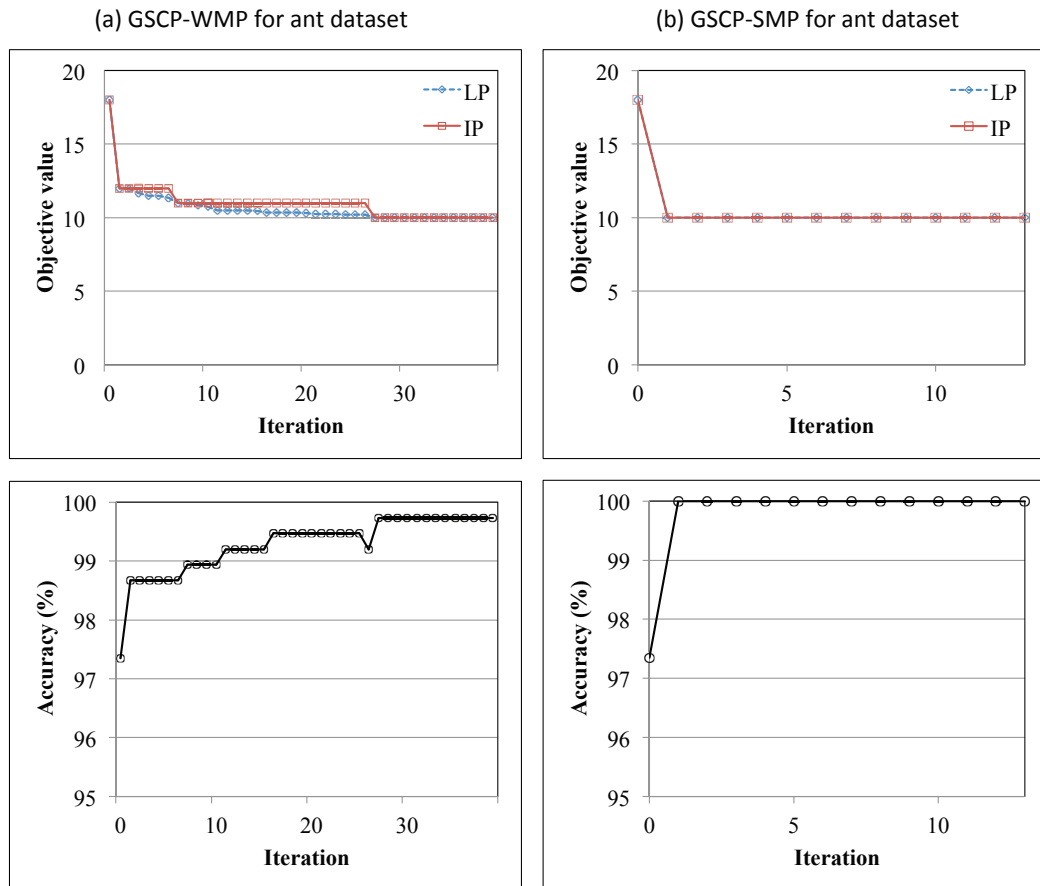 (a) GSCP-WMP for ant dataset
20
15
10
5
0
Objective value
LP
IP
0 10 20 30
Iteration
(b) GSCP-SMP for ant dataset
20
15
10
5
0
Objective value
LP
IP
0 5 10
Iteration
100
99
98
97
96
95
Accuracy (%)
0 10 20 30
Iteration
100
99
98
97
96
95
Accuracy (%)
0 5 10
Iteration